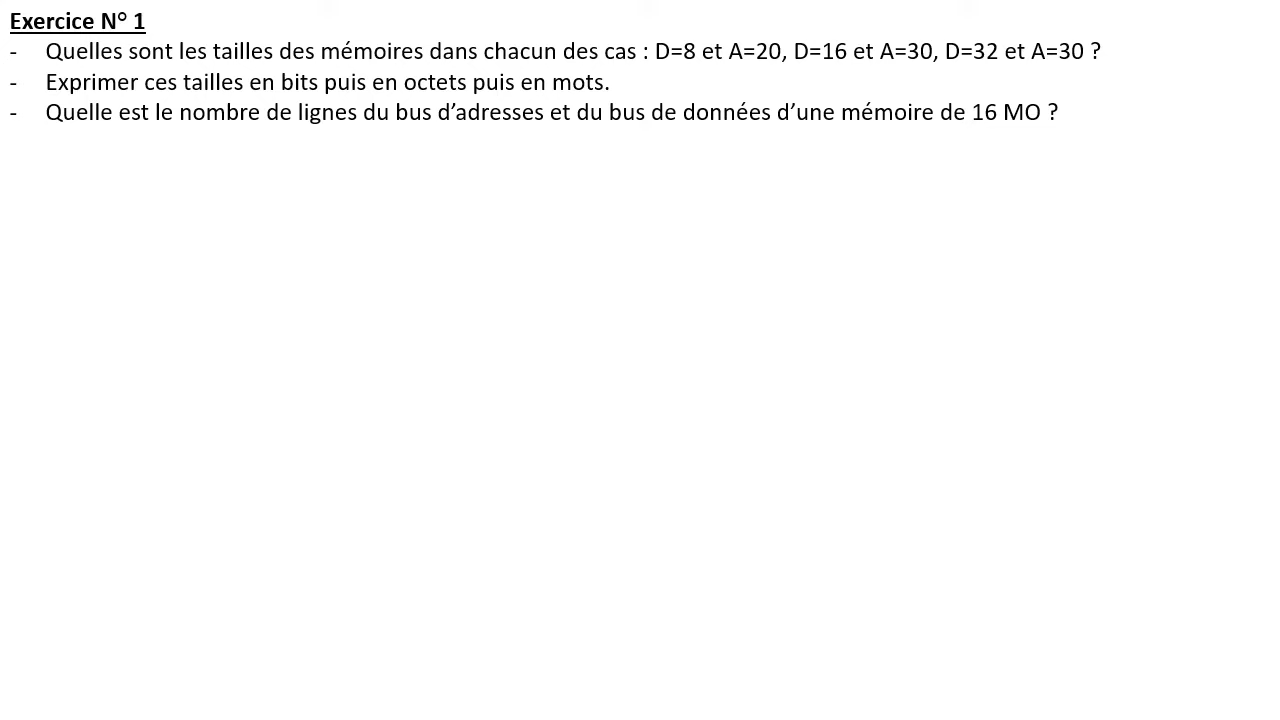 Exercice N° 1
- Quelles sont les tailles des mémoires dans chacun des cas : D=8 et A=20, D=16 et A=30, D=32 et A=30 ?
- Exprimer ces tailles en bits puis en octets puis en mots.
- Quelle est le nombre de lignes du bus d’adresses et du bus de données d’une mémoire de 16 MO ?